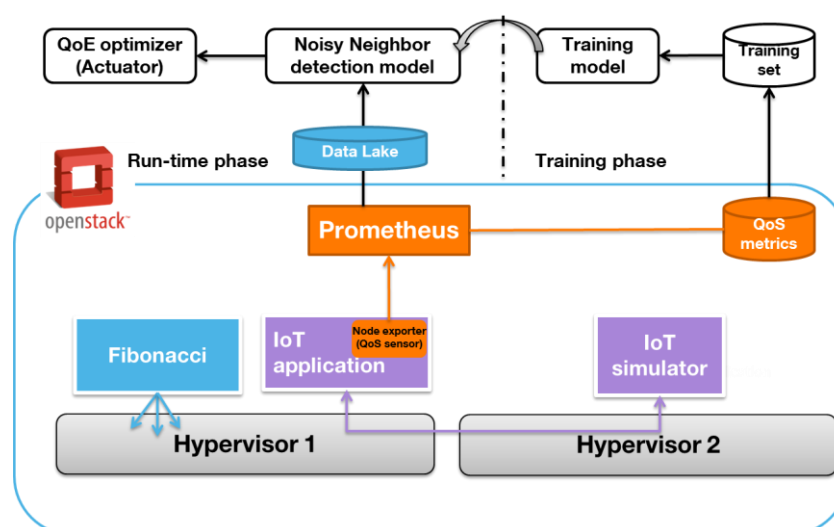 QoE optimizer
(Actuator)
Noisy Neighbor
detection model
Training
model
Training
set
Run-time phase
Data Lake
Training phase
openstack™
Prometheus
QoS
metrics
Fibonacci
IoT
application
Node exporter
(QoS sensor)
IoT
simulator
Hypervisor 1
Hypervisor 2